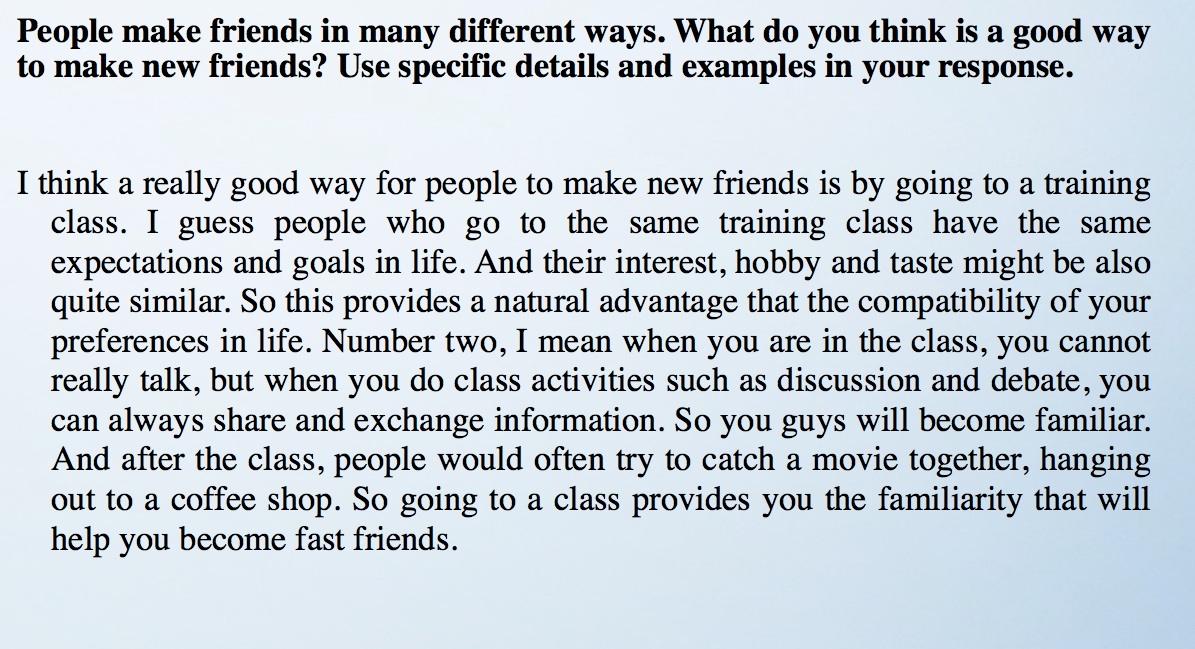 People make friends in many different ways. What do you think is a good way
to make new friends? Use specific details and examples in your response.
I think a really good way for people to make new friends is by going to a training
class. I guess people who go to the same training class have the same
expectations and goals in life. And their interest, hobby and taste might be also
quite similar. So this provides a natural advantage that the compatibility of your
preferences in life. Number two, I mean when you are in the class, you cannot
really talk, but when you do class activities such as discussion and debate, you
can always share and exchange information. So you guys will become familiar.
And after the class, people would often try to catch a movie together, hanging
out to a coffee shop. So going to a class provides you the familiarity that will
help you become fast friends.